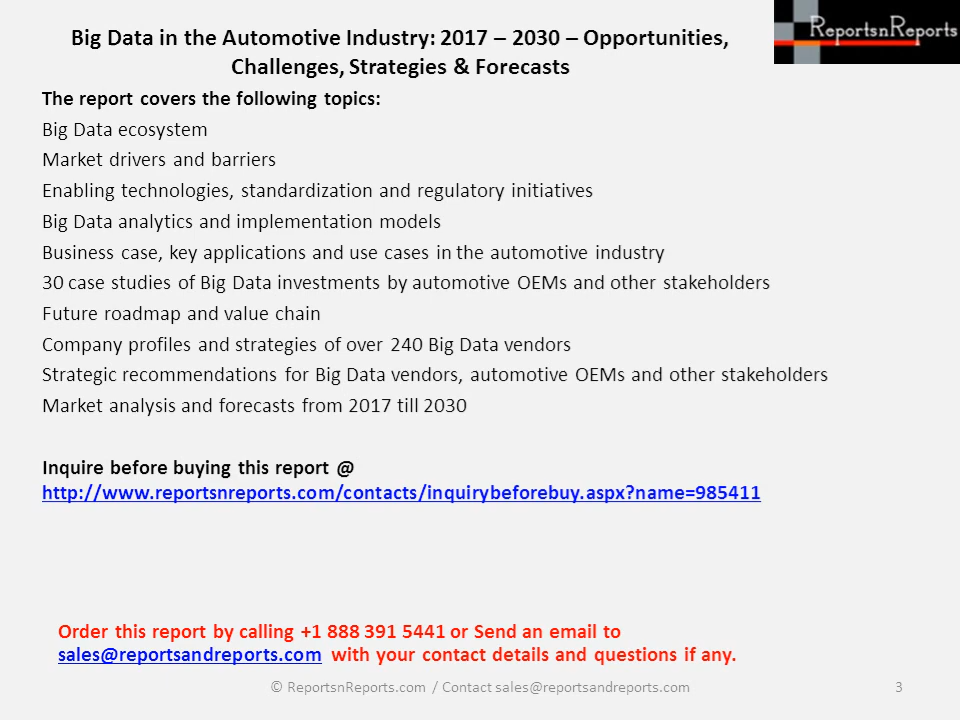 Big Data in the Automotive Industry: 2017 – 2030 – Opportunities,
Challenges, Strategies & Forecasts
ReportsnReports
The report covers the following topics:
Big Data ecosystem
Market drivers and barriers
Enabling technologies, standardization and regulatory initiatives
Big Data analytics and implementation models
Business case, key applications and use cases in the automotive industry
30 case studies of Big Data investments by automotive OEMs and other stakeholders
Future roadmap and value chain
Company profiles and strategies of over 240 Big Data vendors
Strategic recommendations for Big Data vendors, automotive OEMs and other stakeholders
Market analysis and forecasts from 2017 till 2030
Inquire before buying this report @
http://www.reportsnreports.com/contacts/inquirybeforebuy.aspx?name=985411
Order this report by calling +1 888 391 5441 or Send an email to
sales@reportsandreports.com with your contact details and questions if any.
© ReportsnReports.com / Contact sales@reportsandreports.com
3